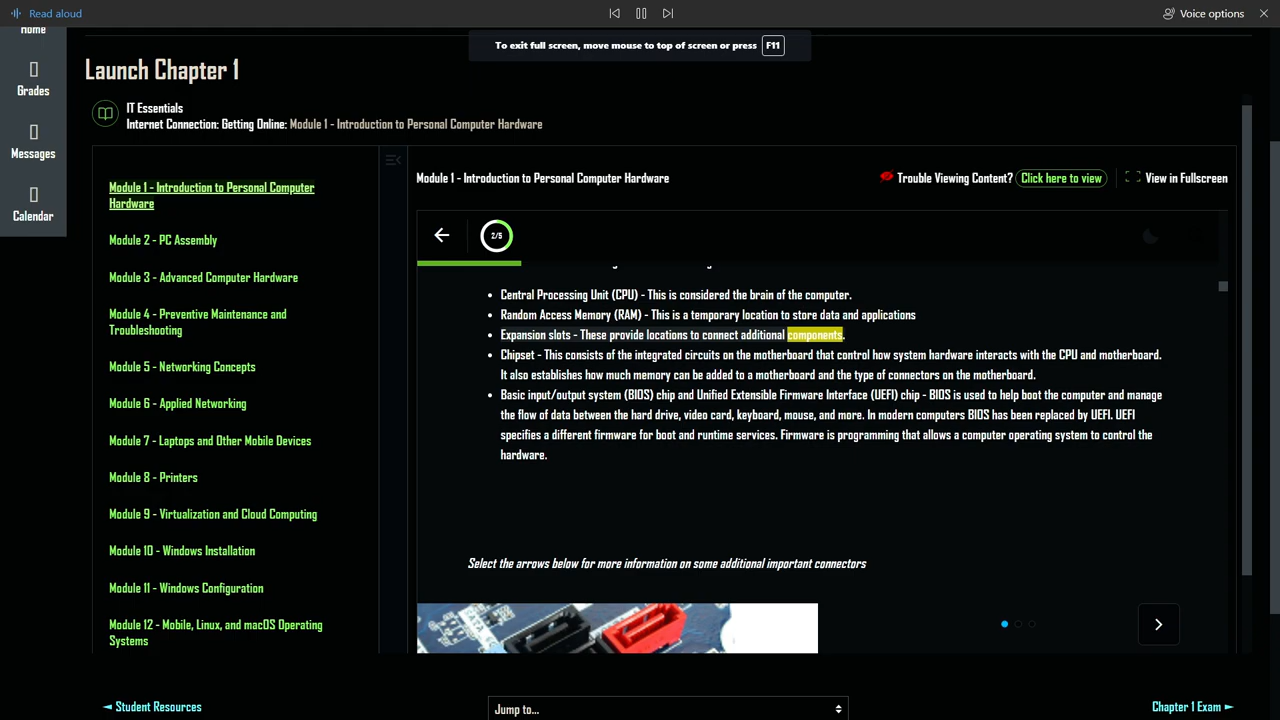 Read aloud
Voice options
Home
To exit full screen, move mouse to top of screen or press F11
Launch Chapter 1
Grades
IT Essentials
Internet Connection: Getting Online: Module 1 - Introduction to Personal Computer Hardware
Messages
Calendar
Module 1 - Introduction to Personal Computer
Hardware
Module 2 - PC Assembly
Module 3 - Advanced Computer Hardware
Module 4 - Preventive Maintenance and
Troubleshooting
Module 5 - Networking Concepts
Module 6 - Applied Networking
Module 7 - Laptops and Other Mobile Devices
Module 8 - Printers
Module 9 - Virtualization and Cloud Computing
Module 10 - Windows Installation
Module 11 - Windows Configuration
Module 12 - Mobile, Linux, and macOS Operating
Systems
Module 1 - Introduction to Personal Computer Hardware
Trouble Viewing Content? Click here to view
View in Fullscreen
2/5
• Central Processing Unit (CPU) - This is considered the brain of the computer.
• Random Access Memory (RAM) - This is a temporary location to store data and applications
• Expansion slots - These provide locations to connect additional components.
• Chipset - This consists of the integrated circuits on the motherboard that control how system hardware interacts with the CPU and motherboard.
It also establishes how much memory can be added to a motherboard and the type of connectors on the motherboard.
• Basic input/output system (BIOS) chip and Unified Extensible Firmware Interface (UEFI) chip - BIOS is used to help boot the computer and manage
the flow of data between the hard drive, video card, keyboard, mouse, and more. In modern computers BIOS has been replaced by UEFI. UEFI
specifies a different firmware for boot and runtime services. Firmware is programming that allows a computer operating system to control the
hardware.
Select the arrows below for more information on some additional important connectors
◄ Student Resources
Jump to...
Chapter 1 Exam ►